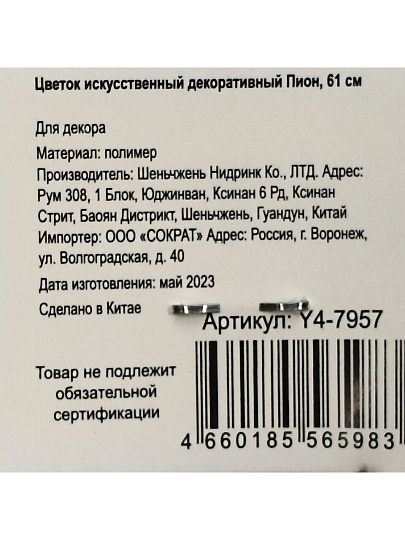 Цветок искусственный декоративный Пион, 61 см
Для декора
Материал: полимер
Производитель: Шеньчжень Нидринк Ко., ЛТД. Адрес:
Рум 308, 1 Блок, Юджинван, Ксинан 6 Рд, Ксинан
Стрит, Баоян Дистрикт, Шеньчжень, Гуандун, Китай
Импортер: ООО «СОКРАТ» Адрес: Россия, г. Воронеж,
ул. Волгоградская, д. 40
Дата изготовления: май 2023
Сделано в Китае
Артикул: Y4-7957
Товар не подлежит
обязательной
сертификации
4 660185 565983